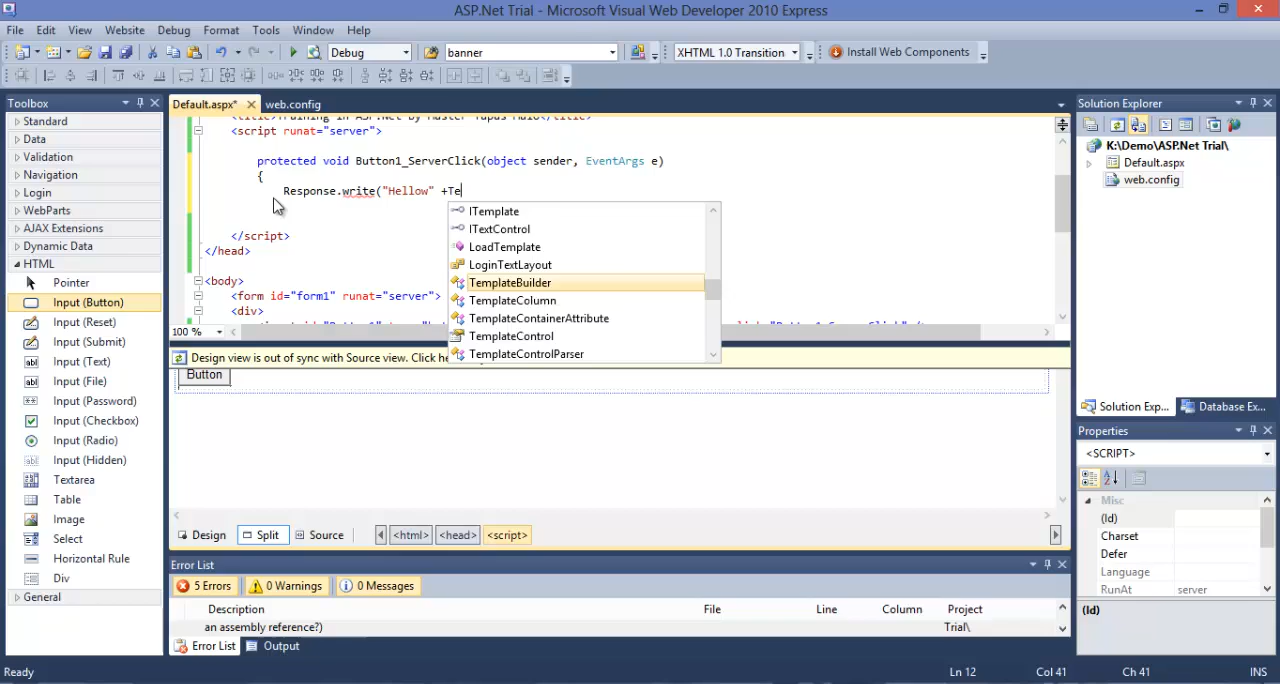 ASP.Net Trial - Microsoft Visual Web Developer 2010 Express
File Edit View Website Debug Format Tools Window Help
Debug banner XHTML 1.0 Transition Install Web Components
Toolbox
Standard
Data
Validation
Navigation
Login
WebParts
AJAX Extensions
Dynamic Data
HTML
Pointer
Input (Button)
Input (Reset)
Input (Submit)
Input (Text)
Input (File)
Input (Password)
Input (Checkbox)
Input (Radio)
Input (Hidden)
Textarea
Table
Image
Select
Horizontal Rule
Div
General
Default.aspx* web.config
<script runat="server">
protected void Button1_ServerClick(object sender, EventArgs e)
{
Response.write("Hellow" +Te
</script>
</head>
<body>
<form id="form1" runat="server">
<div>
ITemplate
ITextControl
LoadTemplate
LoginTextLayout
TemplateBuilder
TemplateColumn
TemplateContainerAttribute
TemplateControl
TemplateControlParser
100 %
Design view is out of sync with Source view. Click he
Button
Design Split Source <html> <head> <script>
Error List
5 Errors 0 Warnings 0 Messages
Description File Line Column Project
an assembly reference?) Trial\
Error List Output
Solution Explorer
K:\Demo\ASP.Net Trial\
Default.aspx
web.config
Solution Exp... Database Ex...
Properties
<SCRIPT>
Misc
(Id)
Charset
Defer
Language
RunAt server
(Id)
Ready Ln 12 Col 41 Ch 41 INS